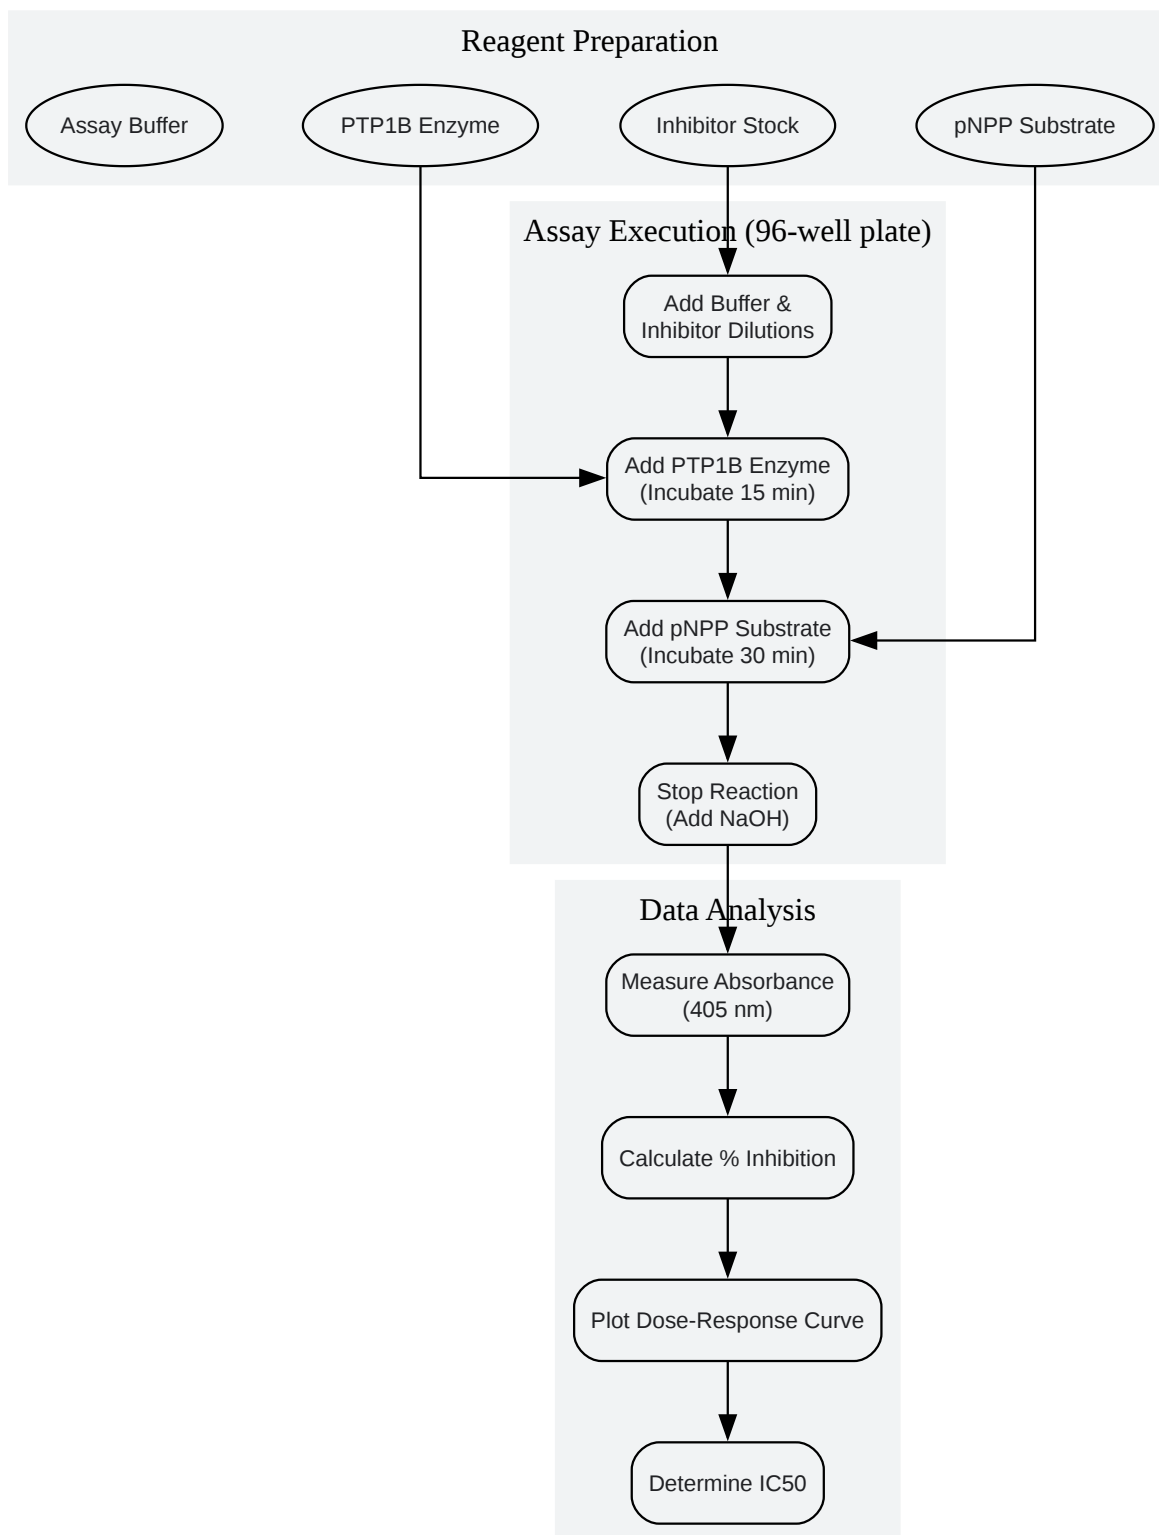 Reagent Preparation
Assay Buffer
PTP1B Enzyme
Inhibitor Stock
pNPP Substrate
Assay Execution (96-well plate)
Add Buffer &
Inhibitor Dilutions
Add PTP1B Enzyme
(Incubate 15 min)
Add pNPP Substrate
(Incubate 30 min)
Stop Reaction
(Add NaOH)
Data Analysis
Measure Absorbance
(405 nm)
Calculate % Inhibition
Plot Dose-Response Curve
Determine IC50